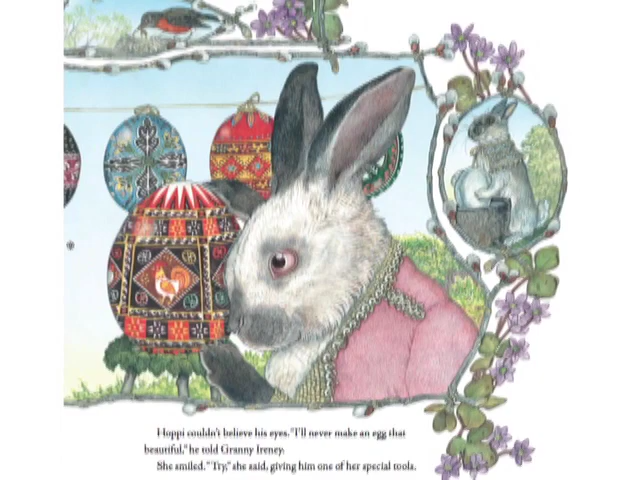 Hoppi couldn't believe his eyes. "I'll never make an egg that
beautiful," he told Granny Ireney.
She smiled. "Try," she said, giving him one of her special tools.